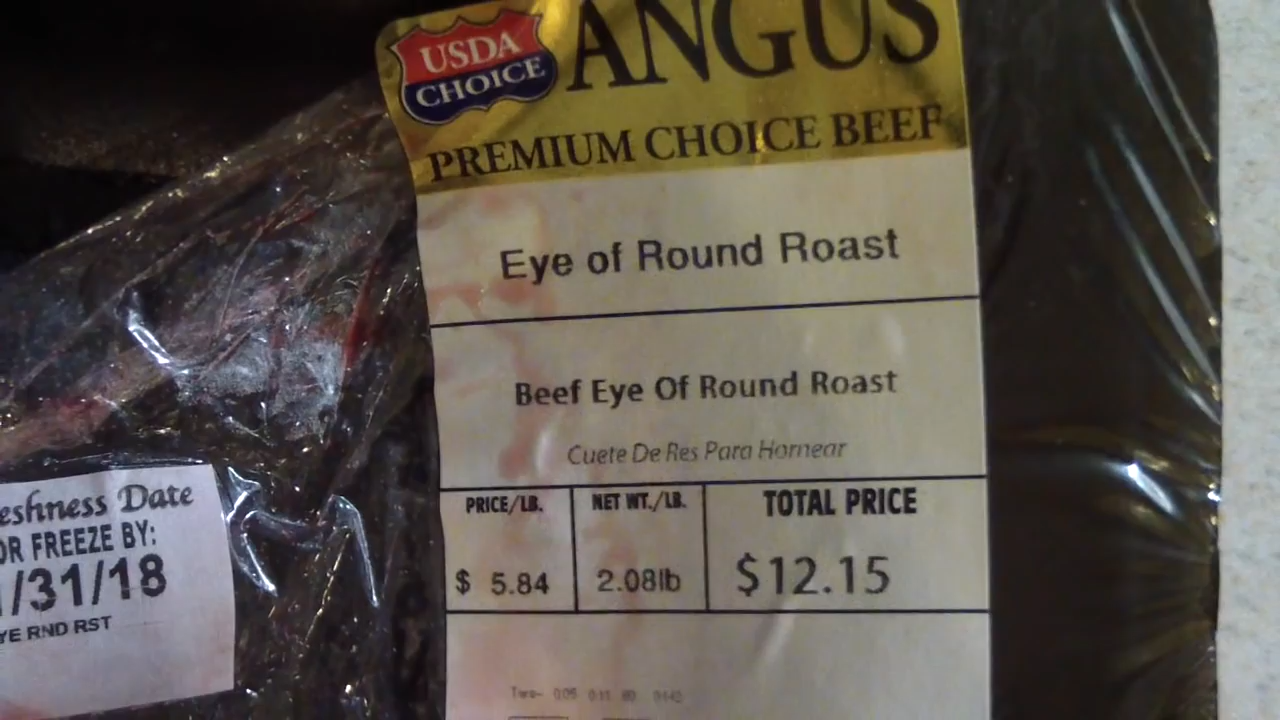 USDA
CHOICE
ANGUS
PREMIUM CHOICE BEEF
Eye of Round Roast
Beef Eye Of Round Roast
Cuete De Res Para Hornear
PRICE/LB. NET WT./LB. TOTAL PRICE
$ 5.84 2.08lb $12.15
eshness Date
OR FREEZE BY:
/31/18
YE RND RST